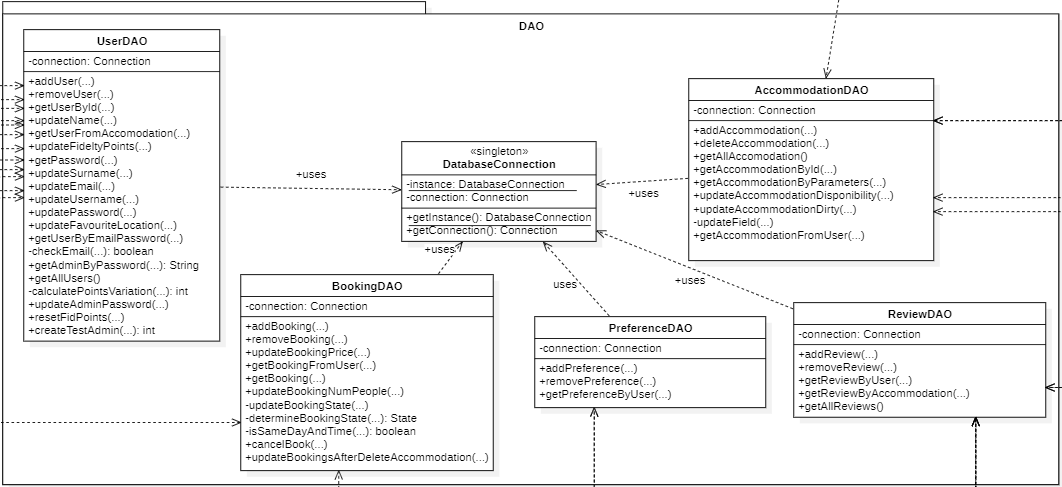 DAO
UserDAO
-connection: Connection
+addUser(...)
+removeUser(...)
+getUserById(...)
+updateName(...)
+getUserFromAccomodation(...)
+updateFideltyPoints(...)
+getPassword(...)
+updateSurname(...)
+updateEmail(...)
+updateUsername(...)
+updatePassword(...)
+updateFavouriteLocation(...)
+getUserByEmailPassword(...)
-checkEmail(...): boolean
+getAdminByPassword(...): String
+getAllUsers()
-calculatePointsVariation(...): int
+updateAdminPassword(...)
+resetFidPoints(...)
+createTestAdmin(...): int
+uses
«singleton»
DatabaseConnection
-instance: DatabaseConnection
-connection: Connection
+getInstance(): DatabaseConnection
+getConnection(): Connection
+uses
AccommodationDAO
-connection: Connection
+addAccommodation(...)
+deleteAccommodation(...)
+getAllAccomodation()
+getAccommodationById(...)
+getAccommodationByParameters(...)
+updateAccommodationDisponibility(...)
+updateAccommodationDirty(...)
-updateField(...)
+getAccommodationFromUser(...)
+uses
BookingDAO
-connection: Connection
+addBooking(...)
+removeBooking(...)
+updateBookingPrice(...)
+getBookingFromUser(...)
+getBooking(...)
+updateBookingNumPeople(...)
-updateBookingState(...)
-determineBookingState(...): State
-isSameDayAndTime(...): boolean
+cancelBook(...)
+updateBookingsAfterDeleteAccommodation(...)
uses
PreferenceDAO
-connection: Connection
+addPreference(...)
+removePreference(...)
+getPreferenceByUser(...)
+uses
ReviewDAO
-connection: Connection
+addReview(...)
+removeReview(...)
+getReviewByUser(...)
+getReviewByAccommodation(...)
+getAllReviews()